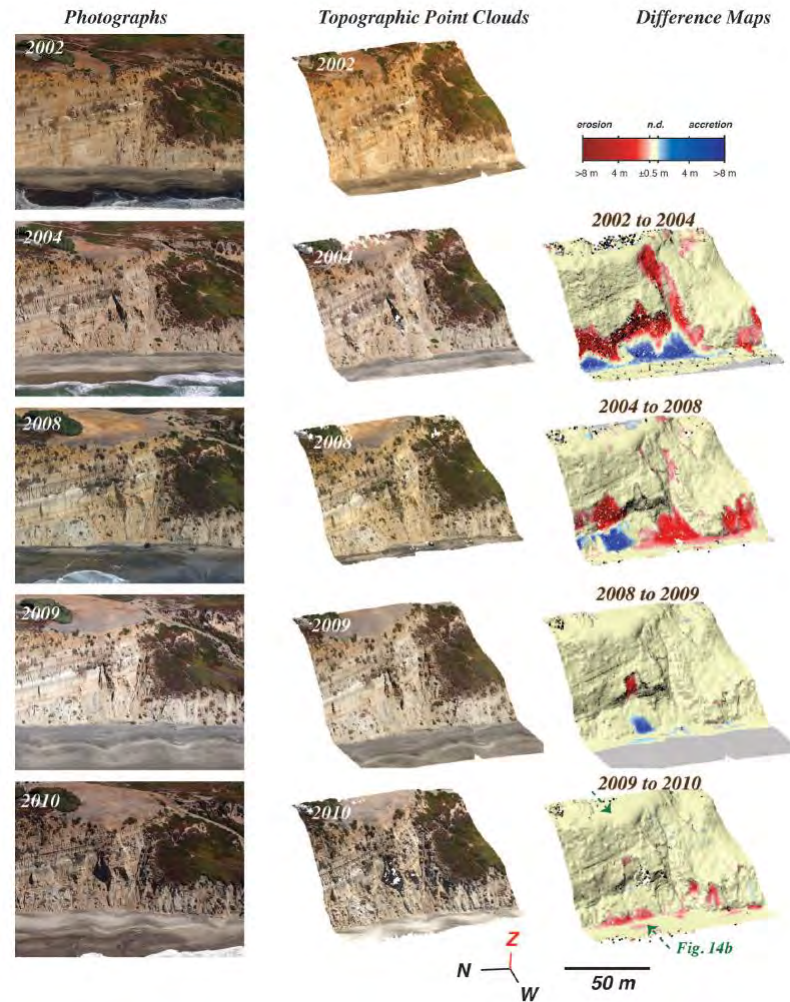 Photographs Topographic Point Clouds Difference Maps
2002 2002
erosion n.d. accretion
>8 m 4 m ±0.5 m 4 m >8 m
2004 2004 2002 to 2004
2008 2008 2004 to 2008
2009 2009 2008 to 2009
2010 2010 2009 to 2010
Fig. 14b
Z
N
W
50 m